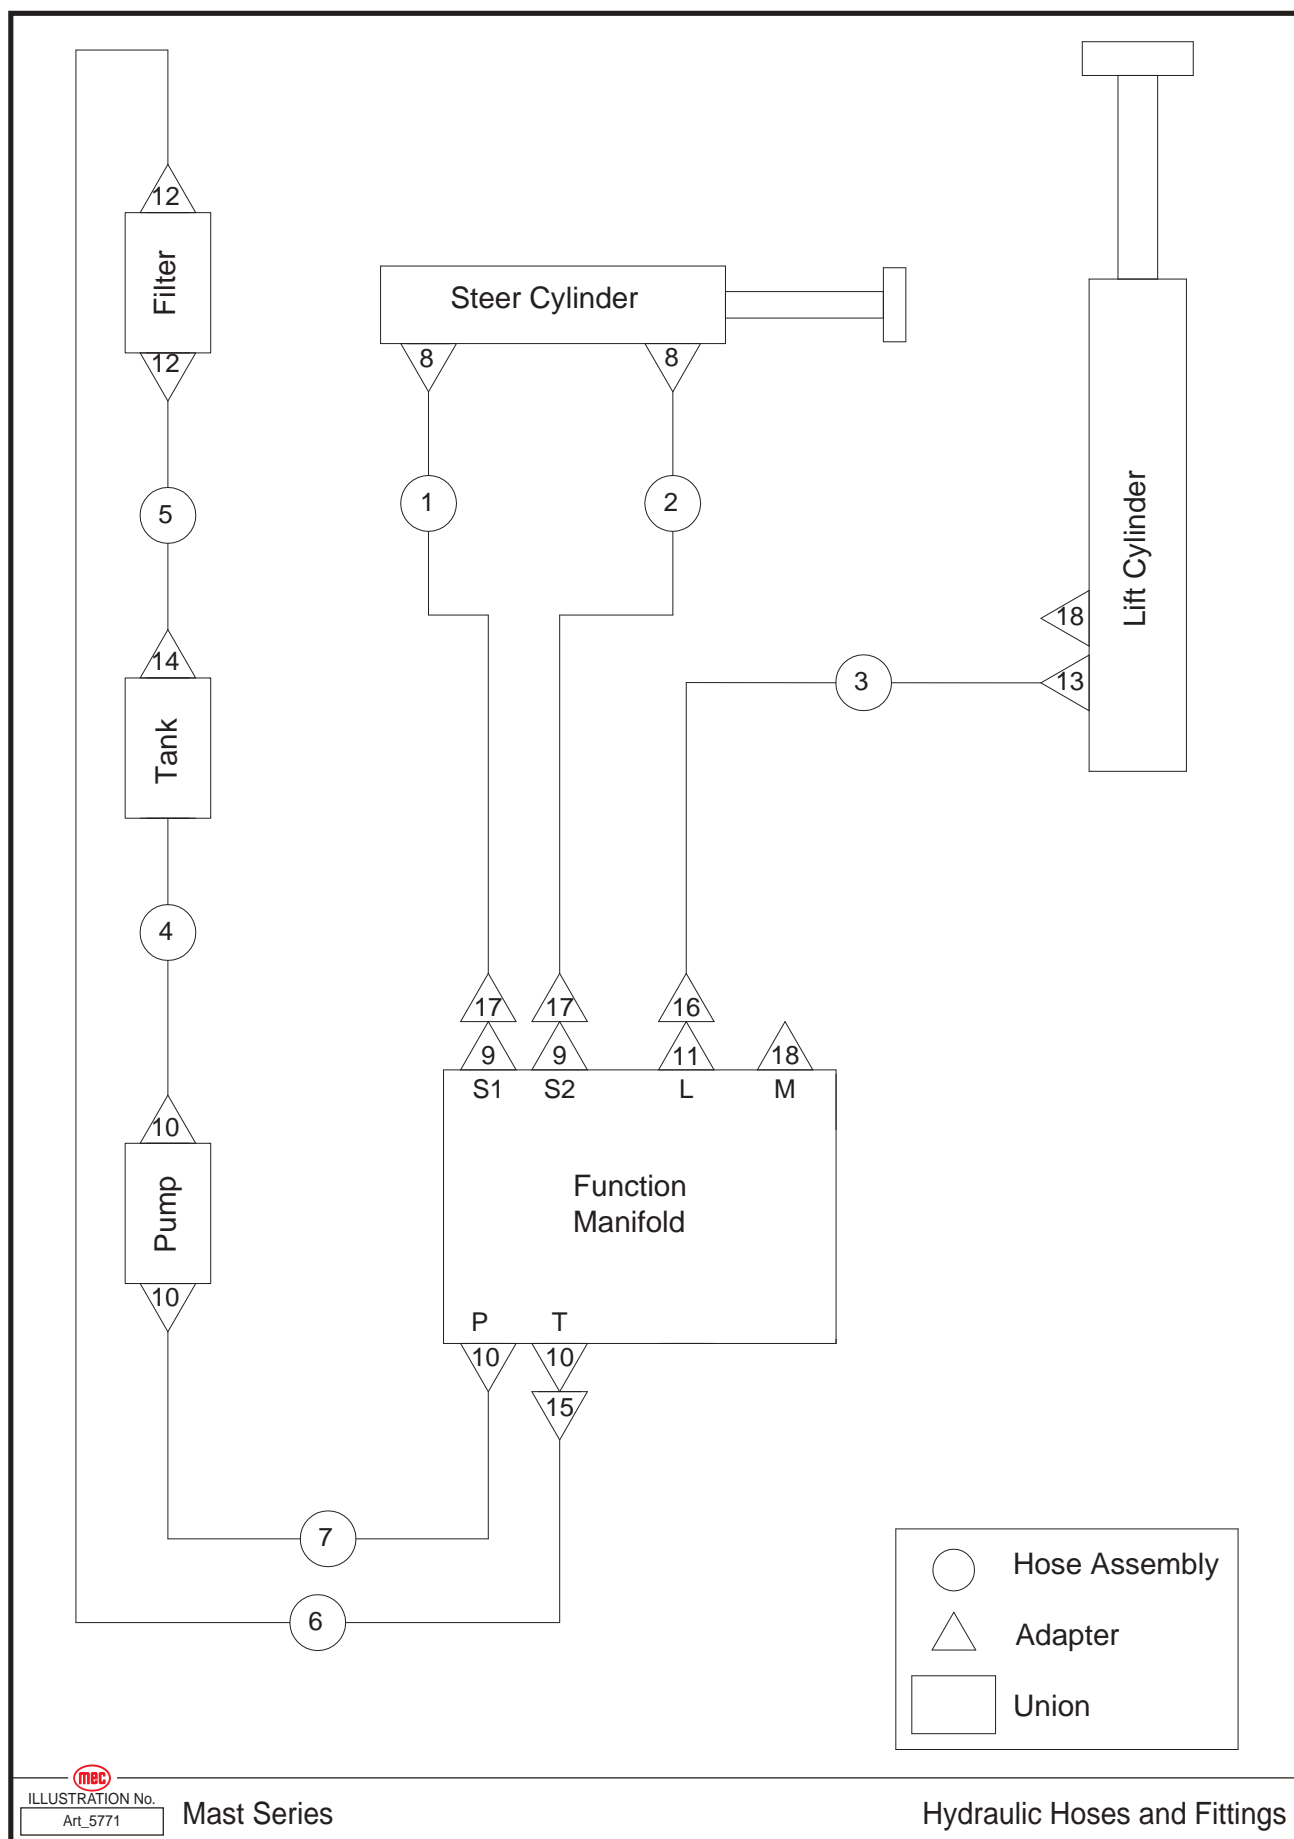 12
Filter
12
Steer Cylinder
8
8
5
1
2
Lift Cylinder
18
14
13
3
Tank
4
17
17
16
9
9
11
18
S1
S2
L
M
10
Pump
10
Function
Manifold
P
T
10
10
15
7
6
Hose Assembly
Adapter
Union
mec
ILLUSTRATION No.
Art_5771
Mast Series
Hydraulic Hoses and Fittings